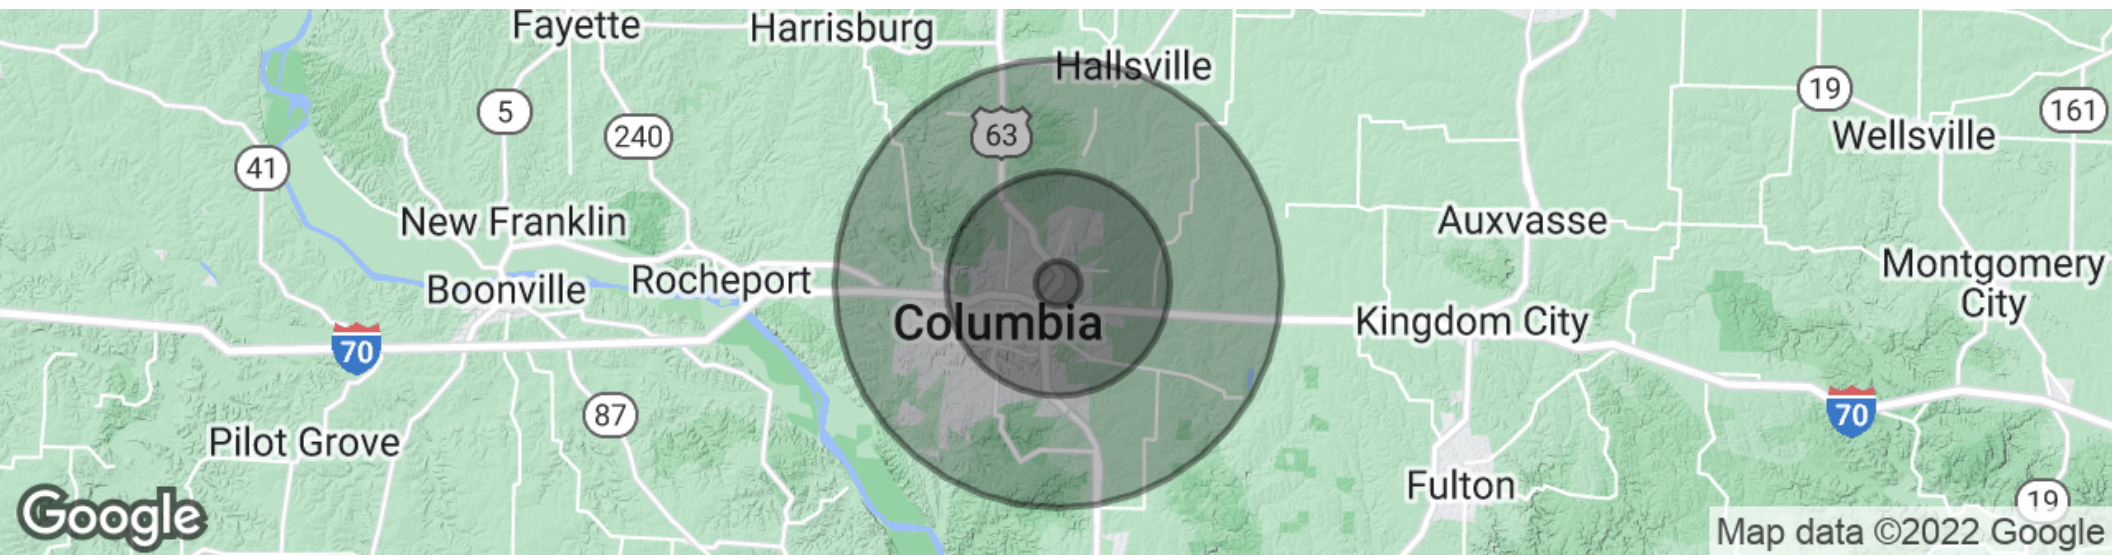 Fayette
Harrisburg
Hallsville
5
63
19
161
240
Wellsville
41
New Franklin
Auxvasse
Boonville
Rocheport
Montgomery
City
Columbia
Kingdom City
70
87
70
Pilot Grove
Fulton
19
Google
Map data ©2022 Google